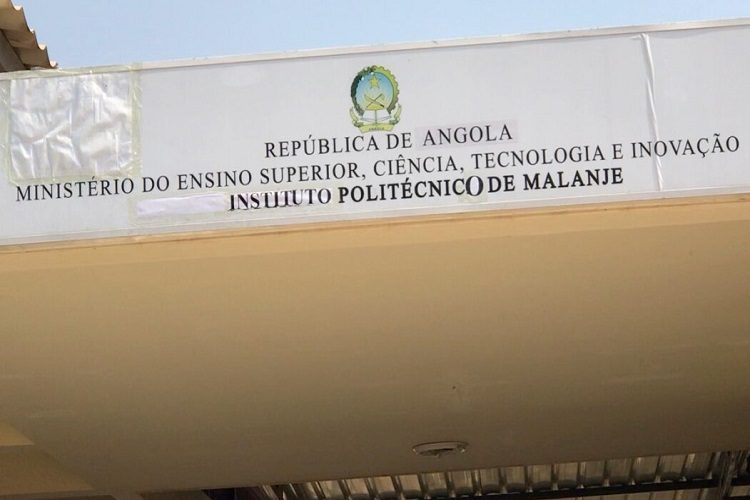 REPÚBLICA DE ANGOLA
MINISTÉRIO DO ENSINO SUPERIOR, CIÊNCIA, TECNOLOGIA E INOVAÇÃO
INSTITUTO POLITÉCNICO DE MALANJE